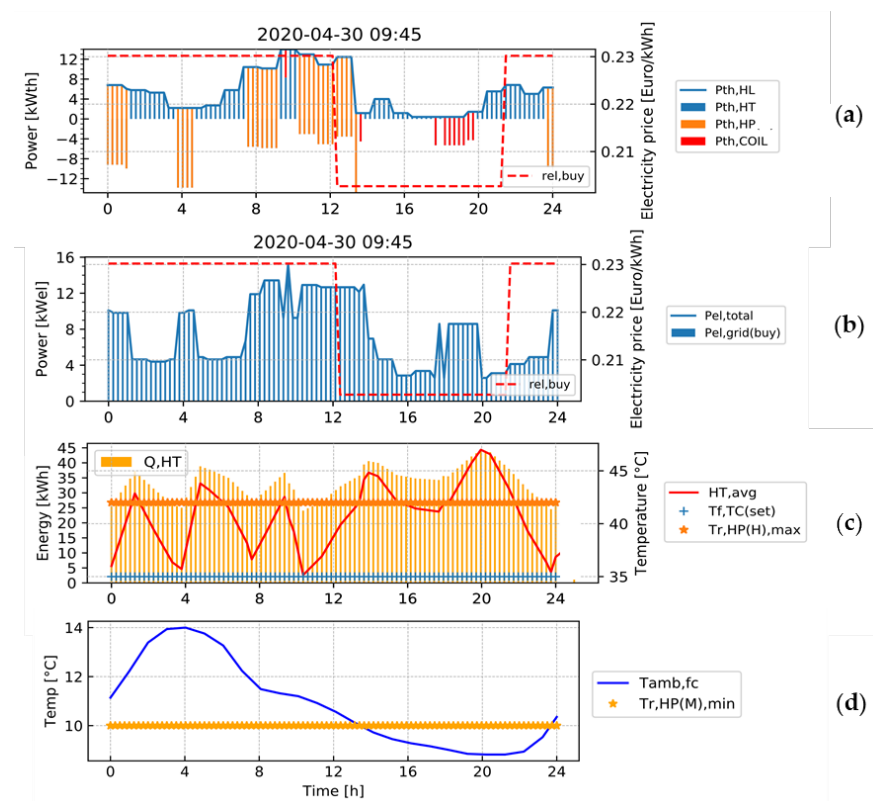 2020-04-30 09:45
Power [kWth]
12
8
4
0
−4
−8
−12
0 4 8 12 16 20 24
0.23
0.22
0.21
Electricity price [Euro/kWh]
rel,buy
Pth,HL
Pth,HT
Pth,HP
Pth,COIL
(a)
2020-04-30 09:45
Power [kWel]
16
12
8
4
0
0 4 8 12 16 20 24
0.23
0.22
0.21
Electricity price [Euro/kWh]
rel,buy
Pel,total
Pel,grid(buy)
(b)
Energy [kWh]
45
40
35
30
25
20
15
10
5
0
0 4 8 12 16 20 24
Q,HT
45
40
35
Temperature [°C]
HT,avg
Tf,TC(set)
Tr,HP(H),max
(c)
Temp [°C]
14
12
10
0 4 8 12 16 20 24
Time [h]
Tamb,fc
Tr,HP(M),min
(d)